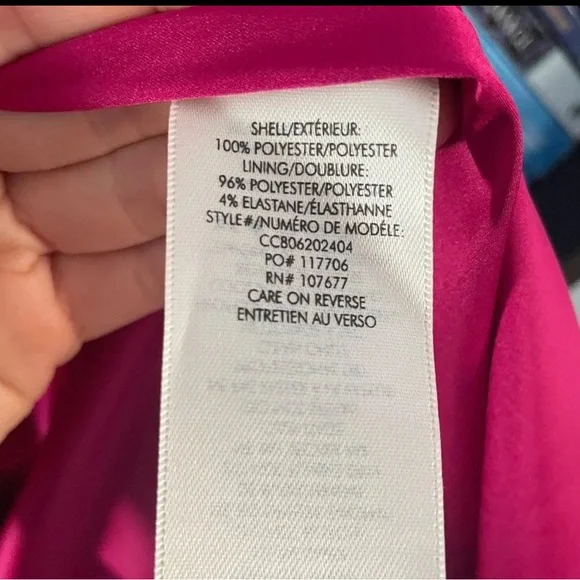 SHELL/EXTÉRIEUR:
100% POLYESTER/POLYESTER
LINING/DOUBLURE:
96% POLYESTER/POLYESTER
4% ELASTANE/ÉLASTHANNE
STYLE#/NUMÉRO DE MODÉLE:
CC806202404
PO# 117706
RN# 107677
CARE ON REVERSE
ENTRETIEN AU VERSO